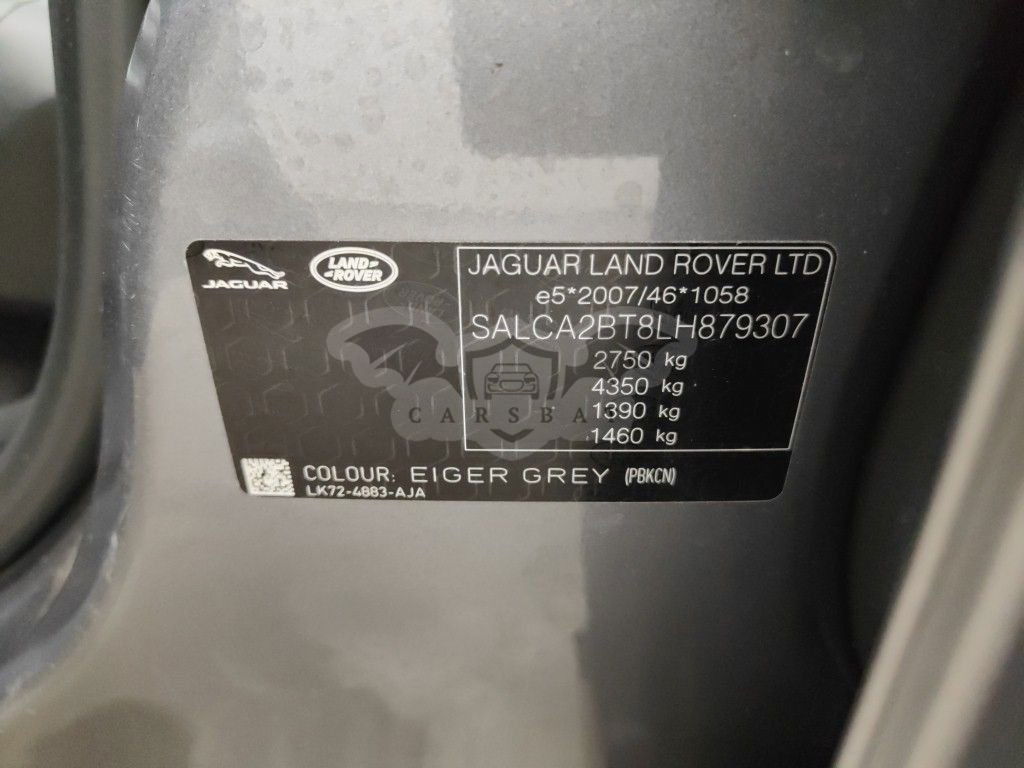 JAGUAR
LAND
ROVER
JAGUAR LAND ROVER LTD
e5*2007/46*1058
SALCA2BT8LH879307
2750 kg
4350 kg
1390 kg
1460 kg
CARSBA
COLOUR: EIGER GREY (PBKCN)
LK72-4883-AJA